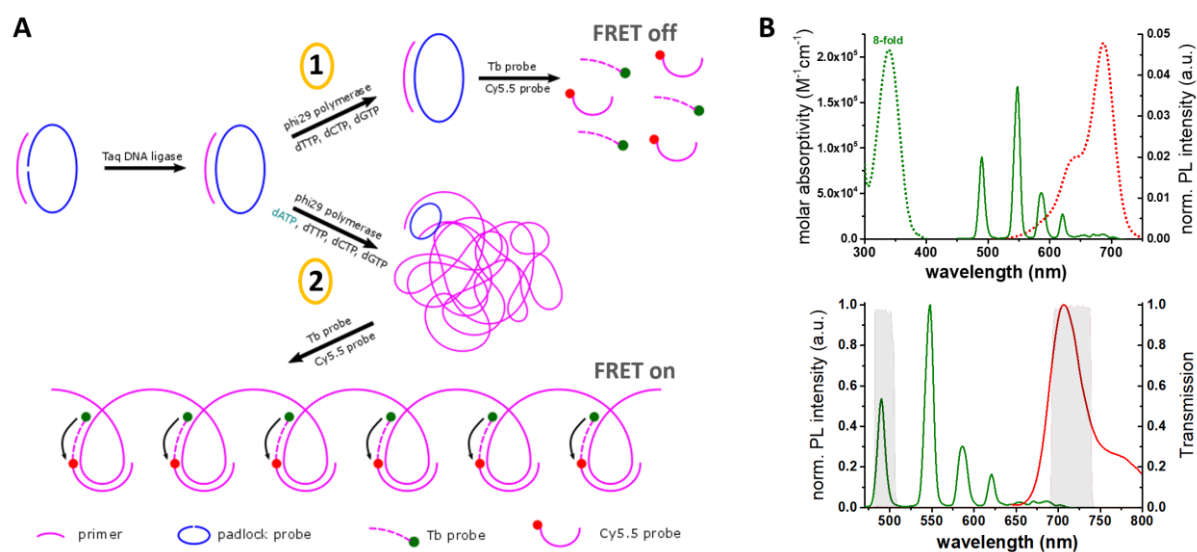 A
FRET off
1
phi29 polymerase
dTTP, dCTP, dGTP
Tb probe
Cy5.5 probe
Taq DNA ligase
phi29 polymerase
dATP, dTTP, dCTP, dGTP
2
Tb probe
Cy5.5 probe
FRET on
primer
padlock probe
Tb probe
Cy5.5 probe
B
8-fold
molar absorptivity (M⁻¹cm⁻¹)
2.0x10⁵
1.5x10⁵
1.0x10⁵
5.0x10⁴
0.0
0.05
0.04
0.03
0.02
0.01
0.00
norm. PL intensity (a.u.)
300 400 500 600 700
wavelength (nm)
norm. PL intensity (a.u.)
1.0
0.8
0.6
0.4
0.2
0.0
1.0
0.8
0.6
0.4
0.2
0.0
Transmission
500 550 600 650 700 750 800
wavelength (nm)